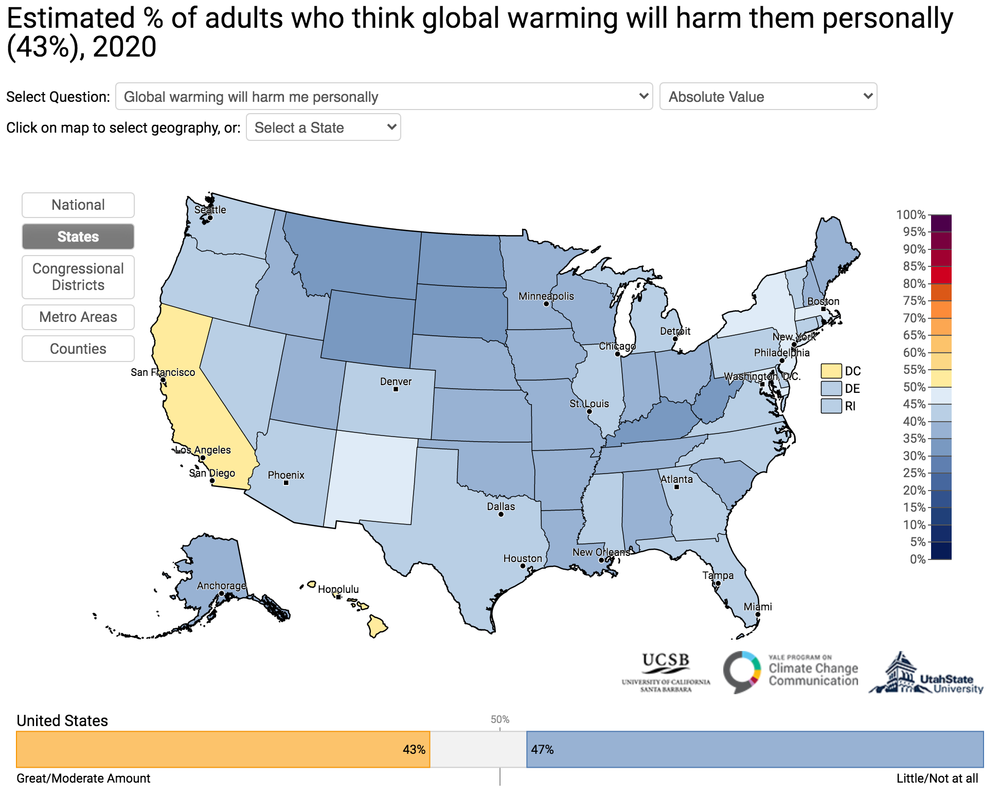 Estimated % of adults who think global warming will harm them personally
(43%), 2020
Select Question: Global warming will harm me personally Absolute Value
Click on map to select geography, or: Select a State
National
States
Congressional
Districts
Metro Areas
Counties
Seattle
Minneapolis
Boston
Detroit
New York
Chicago
Philadelphia
San Francisco
Denver
Washington, D.C.
St. Louis
Los Angeles
San Diego
Phoenix
Atlanta
Dallas
New Orleans
Houston
Tampa
Anchorage
Honolulu
Miami
DC
DE
RI
100%
95%
90%
85%
80%
75%
70%
65%
60%
55%
50%
45%
40%
35%
30%
25%
20%
15%
10%
5%
0%
UCSB
UNIVERSITY OF CALIFORNIA
SANTA BARBARA
YALE PROGRAM ON
Climate Change
Communication
UtahState
University
United States
50%
43%
47%
Great/Moderate Amount
Little/Not at all